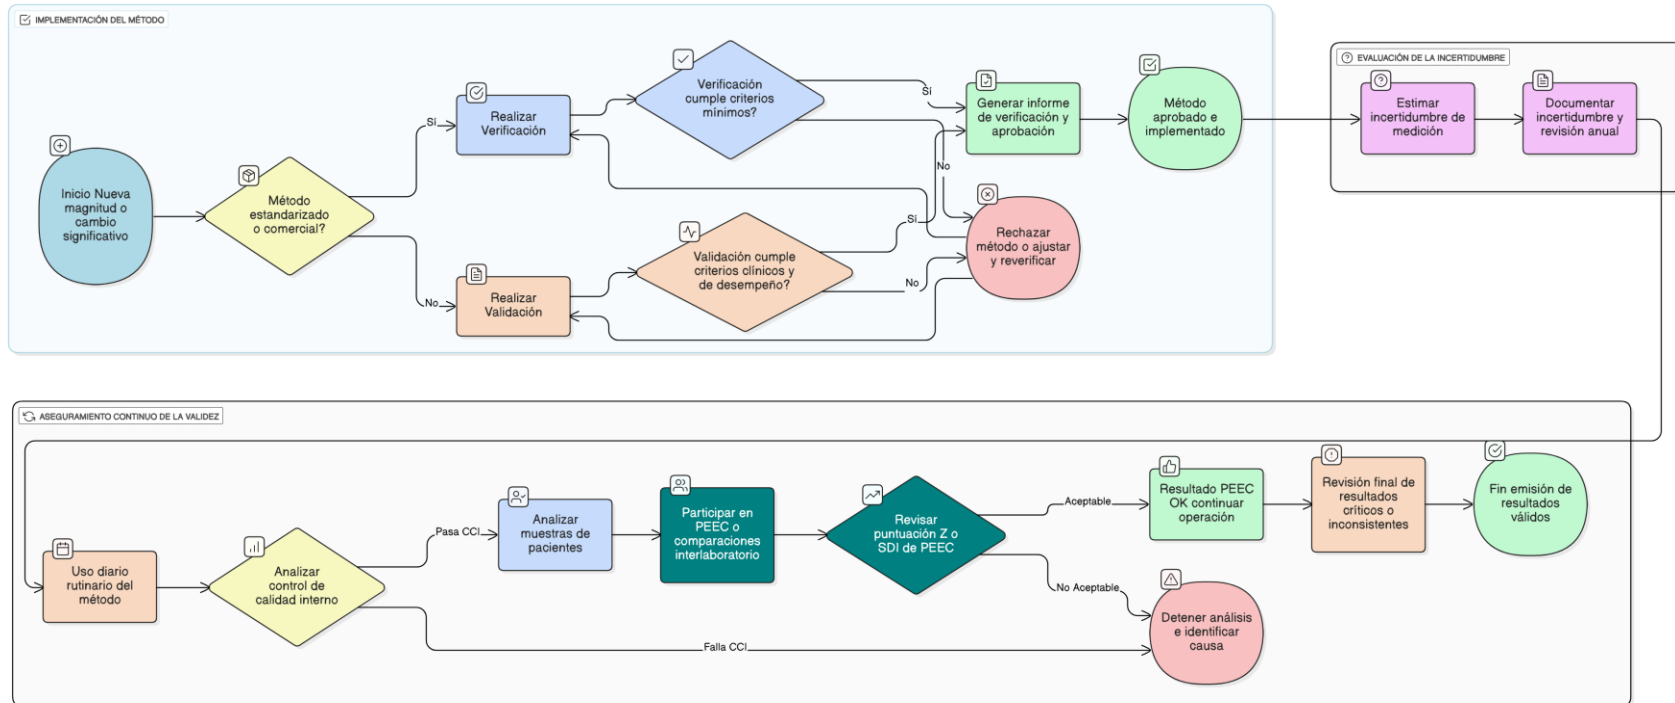 IMPLEMENTACIÓN DEL MÉTODO
Inicio Nueva
magnitud o
cambio
significativo
Método
estandarizado
o comercial?
Sí
No
Realizar
Verificación
Realizar
Validación
Verificación
cumple criterios
mínimos?
Validación cumple
criterios clínicos y
de desempeño?
Sí
No
Sí
No
Generar informe
de verificación y
aprobación
Rechazar
método o ajustar
y reverificar
Método
aprobado e
implementado
EVALUACIÓN DE LA INCERTIDUMBRE
Estimar
incertidumbre de
medición
Documentar
incertidumbre y
revisión anual
ASEGURAMIENTO CONTINUO DE LA VALIDEZ
Uso diario
rutinario del
método
Analizar
control de
calidad interno
Pasa CCI
Falla CCI
Analizar
muestras de
pacientes
Participar en
PEEC o
comparaciones
interlaboratorio
Revisar
puntuación Z o
SDI de PEEC
Aceptable
No Aceptable
Resultado PEEC
OK continuar
operación
Detener análisis
e identificar
causa
Revisión final de
resultados
críticos o
inconsistentes
Fin emisión de
resultados
válidos